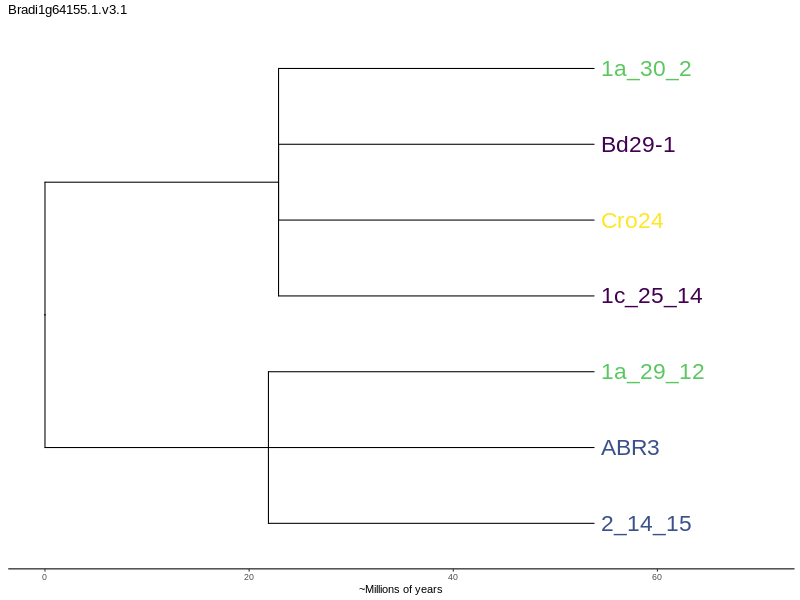 Bradi1g64155.1.v3.1
1a_30_2
Bd29-1
Cro24
1c_25_14
1a_29_12
ABR3
2_14_15
0 20 40 60
~Millions of years